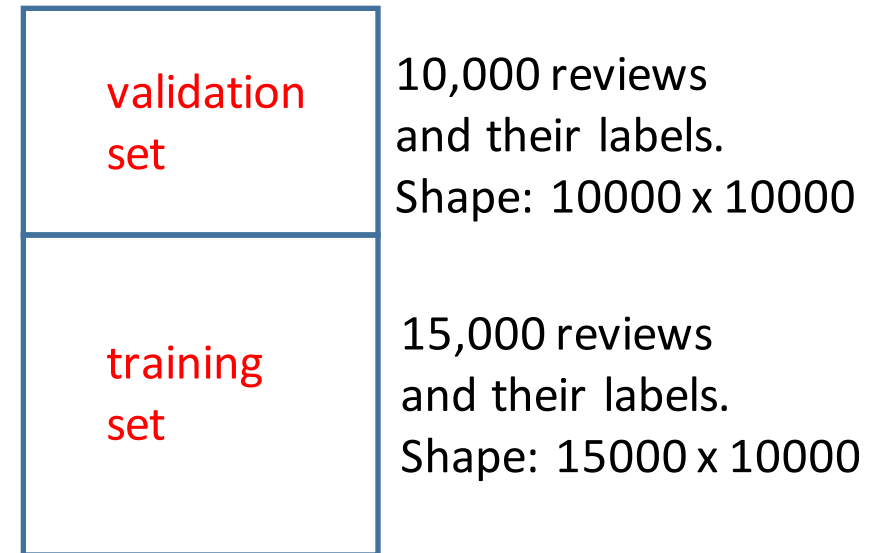 validation
set
10,000 reviews
and their labels.
Shape: 10000 x 10000
training
set
15,000 reviews
and their labels.
Shape: 15000 x 10000